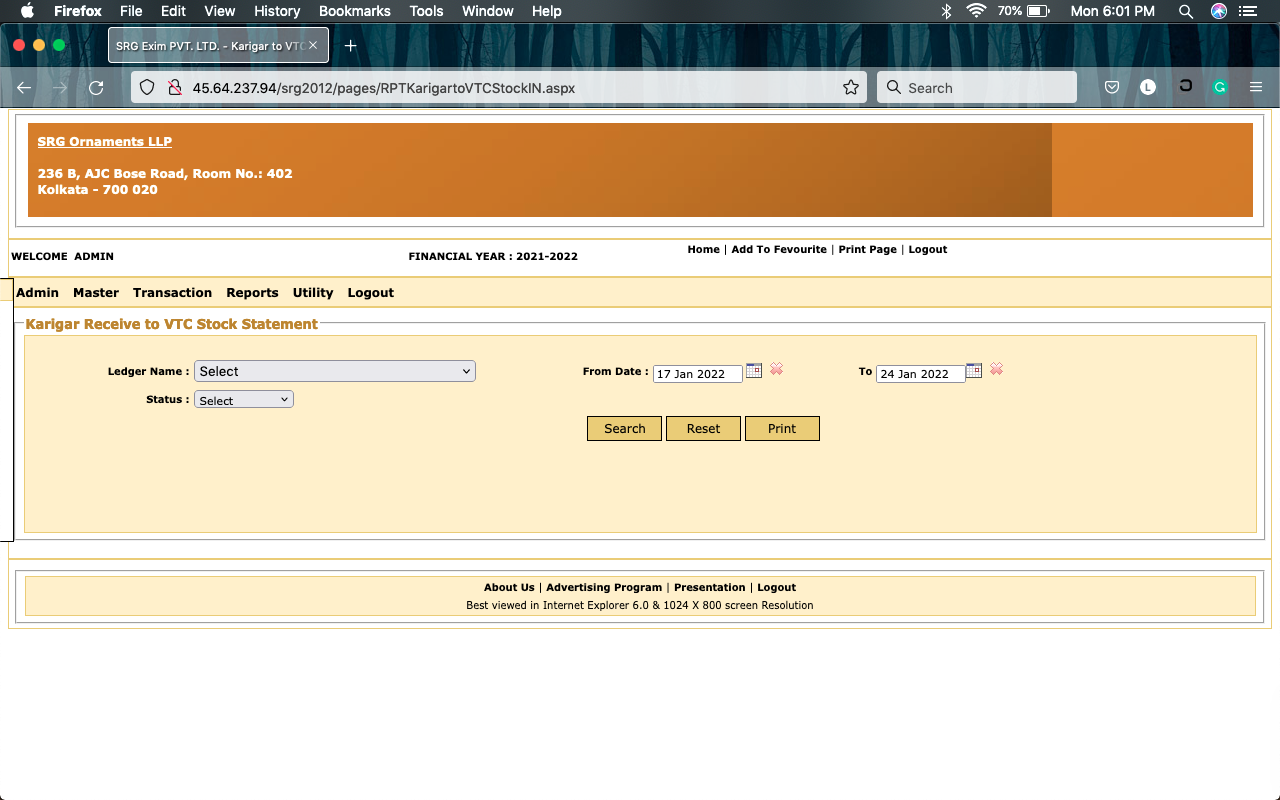 Firefox File Edit View History Bookmarks Tools Window Help 70% Mon 6:01 PM
SRG Exim PVT. LTD. - Karigar to VTC
45.64.237.94/srg2012/pages/RPTKarigartoVTCStockIN.aspx Search L G
SRG Ornaments LLP
236 B, AJC Bose Road, Room No.: 402
Kolkata - 700 020
Home | Add To Fevourite | Print Page | Logout
WELCOME ADMIN FINANCIAL YEAR : 2021-2022
Admin Master Transaction Reports Utility Logout
Karigar Receive to VTC Stock Statement
Ledger Name : Select From Date : 17 Jan 2022 To 24 Jan 2022
Status : Select
Search Reset Print
About Us | Advertising Program | Presentation | Logout
Best viewed in Internet Explorer 6.0 & 1024 X 800 screen Resolution